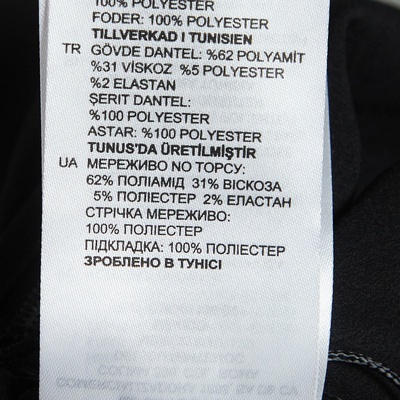 100% POLYESTER
FODER: 100% POLYESTER
TILLVERKAD I TUNISIEN
TR GÖVDE DANTEL: %62 POLYAMİT
%31 VİSKOZ %5 POLYESTER
%2 ELASTAN
ŞERIT DANTEL:
%100 POLYESTER
ASTAR: %100 POLYESTER
TUNUS'DA ÜRETİLMİŞTİR
UA МЕРЕЖИВО NO ТОРСУ:
62% ПОЛІАМІД 31% ВІСКОЗА
5% ПОЛІЕСТЕР 2% ЕЛАСТАН
СТРІЧКА МЕРЕЖИВО:
100% ПОЛІЕСТЕР
ПІДКЛАДКА: 100% ПОЛІЕСТЕР
ЗРОБЛЕНО В ТУНІСІ